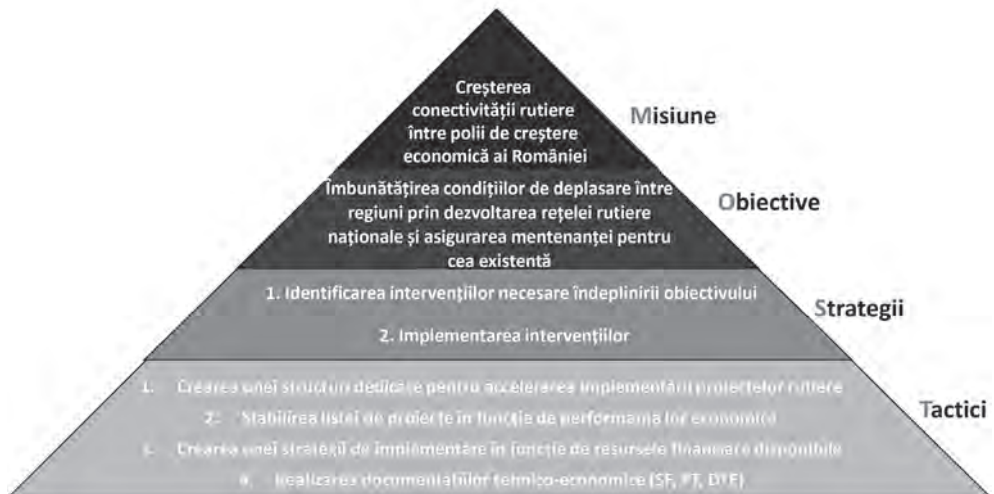 Creșterea
conectivității rutiere
între polii de creștere
economică ai României
Misiune
Îmbunătățirea condițiilor de deplasare între
regiuni prin dezvoltarea rețelei rutiere
naționale și asigurarea mentenanței pentru
cea existentă
Obiective
1. Identificarea intervențiilor necesare îndeplinirii obiectivului
2. Implementarea intervențiilor
Strategii
1. Crearea unei structuri dedicate pentru accelerarea implementării proiectelor rutiere
2. Stabilirea listei de proiecte în funcție de performanța lor economică
Crearea unei strategii de implementare în funcție de resursele financiare disponibile
Realizarea documentațiilor tehnico-economice (SF, PT,
Tactici